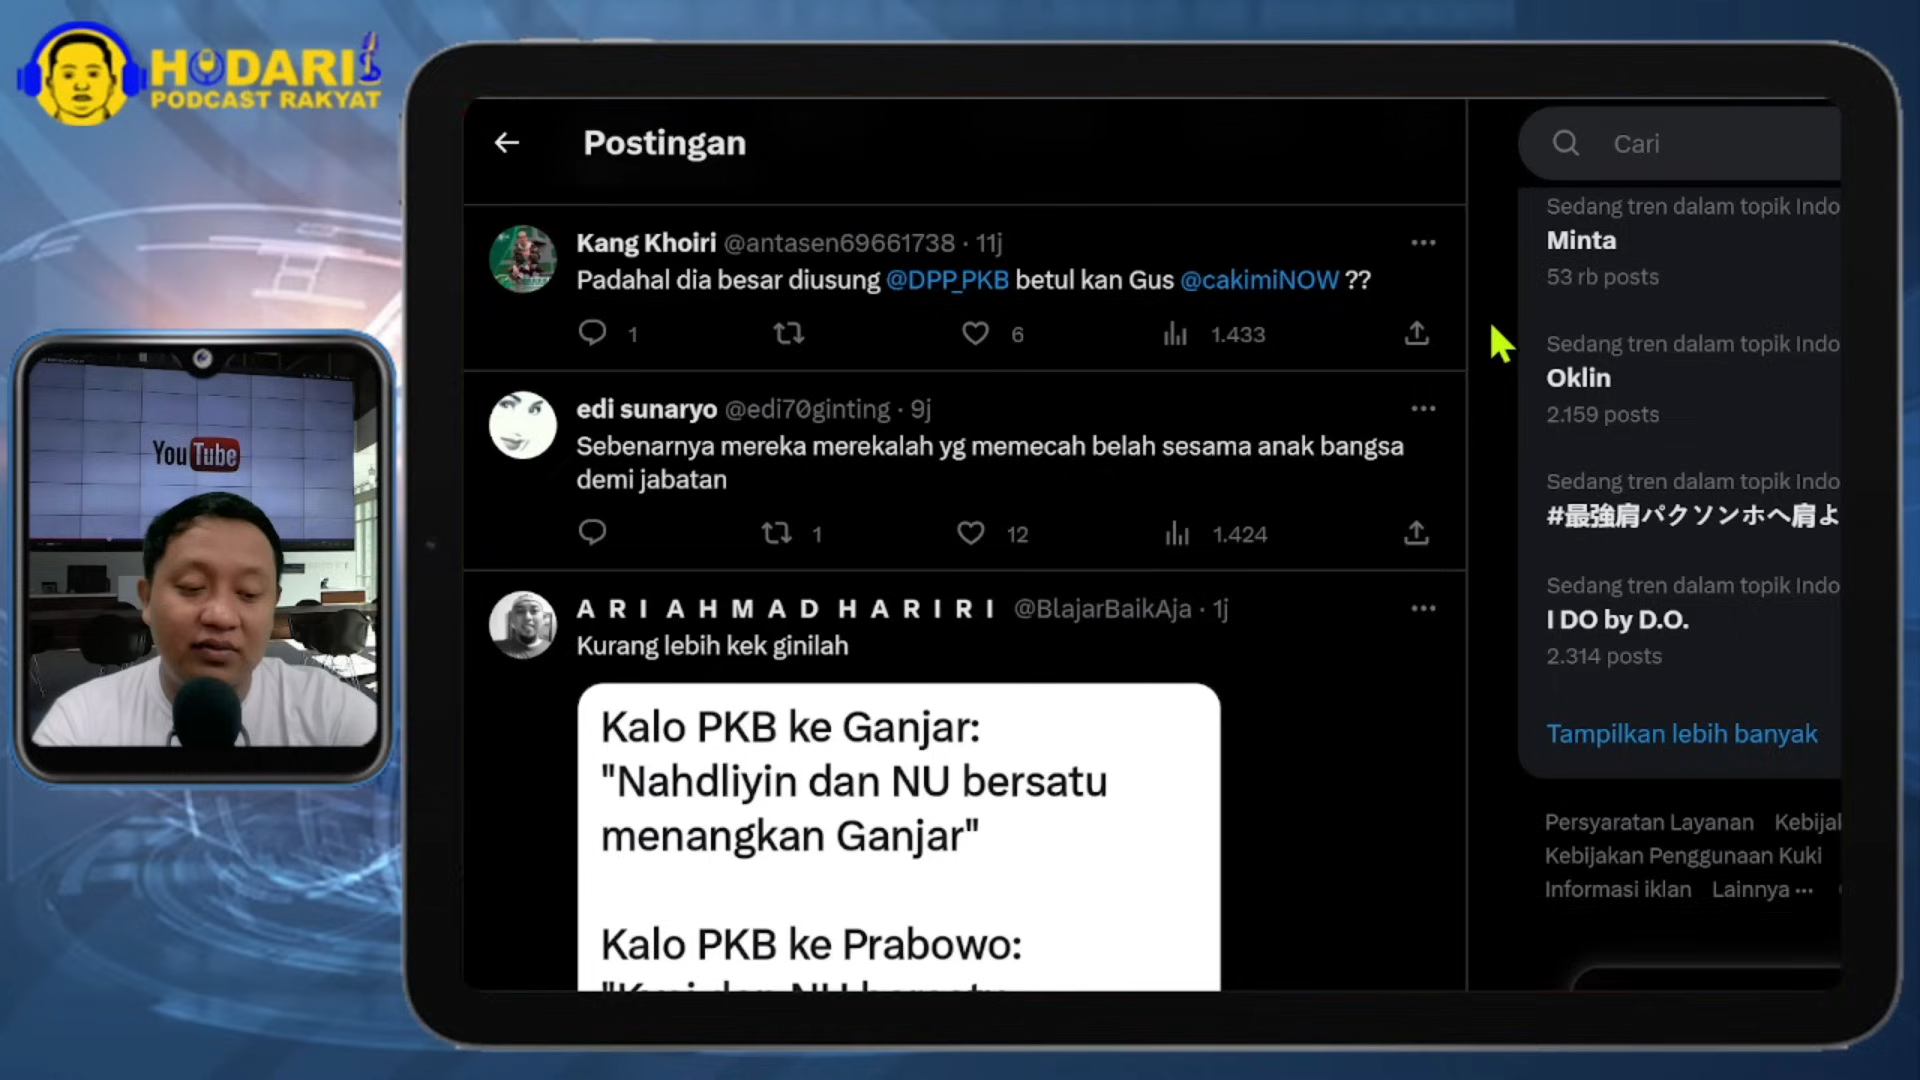 HODARI
PODCAST RAKYAT
YouTube
Postingan
Kang Khoiri @antasen69661738 · 11j
Padahal dia besar diusung @DPP_PKB betul kan Gus @cakimiNOW ??
1 6 1.433
edi sunaryo @edi70ginting · 9j
Sebenarnya mereka merekalah yg memecah belah sesama anak bangsa
demi jabatan
1 12 1.424
A R I A H M A D H A R I R I @BlajarBaikAja · 1j
Kurang lebih kek ginilah
Kalo PKB ke Ganjar:
"Nahdliyin dan NU bersatu
menangkan Ganjar"
Kalo PKB ke Prabowo:
Cari
Sedang tren dalam topik Indo
Minta
53 rb posts
Sedang tren dalam topik Indo
Oklin
2.159 posts
Sedang tren dalam topik Indo
#最強肩パクソンホへ肩よ
Sedang tren dalam topik Indo
I DO by D.O.
2.314 posts
Tampilkan lebih banyak
Persyaratan Layanan Kebijal
Kebijakan Penggunaan Kuki
Informasi iklan Lainnya ···